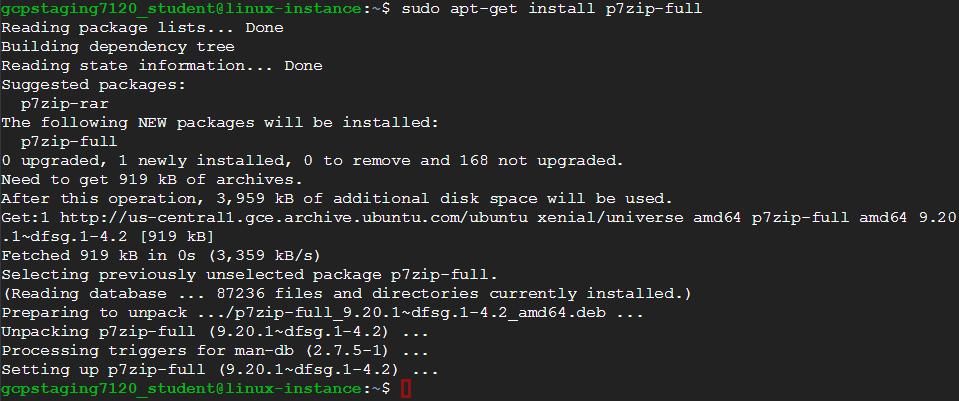 gcpstaging7120_student@linux-instance:~$ sudo apt-get install p7zip-full
Reading package lists... Done
Building dependency tree
Reading state information... Done
Suggested packages:
  p7zip-rar
The following NEW packages will be installed:
  p7zip-full
0 upgraded, 1 newly installed, 0 to remove and 168 not upgraded.
Need to get 919 kB of archives.
After this operation, 3,959 kB of additional disk space will be used.
Get:1 http://us-central1.gce.archive.ubuntu.com/ubuntu xenial/universe amd64 p7zip-full amd64 9.20
.1~dfsg.1-4.2 [919 kB]
Fetched 919 kB in 0s (3,359 kB/s)
Selecting previously unselected package p7zip-full.
(Reading database ... 87236 files and directories currently installed.)
Preparing to unpack .../p7zip-full_9.20.1~dfsg.1-4.2_amd64.deb ...
Unpacking p7zip-full (9.20.1~dfsg.1-4.2) ...
Processing triggers for man-db (2.7.5-1) ...
Setting up p7zip-full (9.20.1~dfsg.1-4.2) ...
gcpstaging7120_student@linux-instance:~$